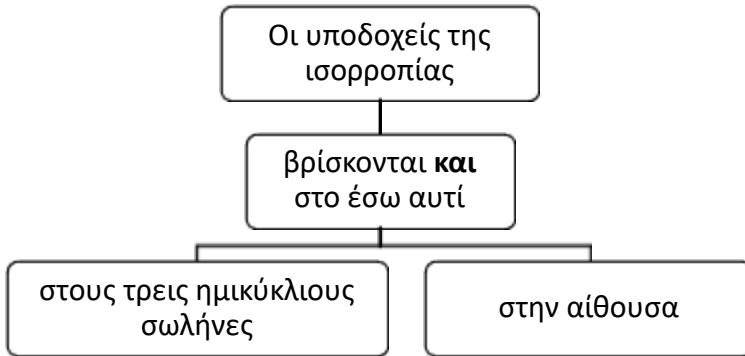 Οι υποδοχείς της
ισορροπίας
βρίσκονται και
στο έσω αυτί
στους τρεις ημικύκλιους
σωλήνες
στην αίθουσα